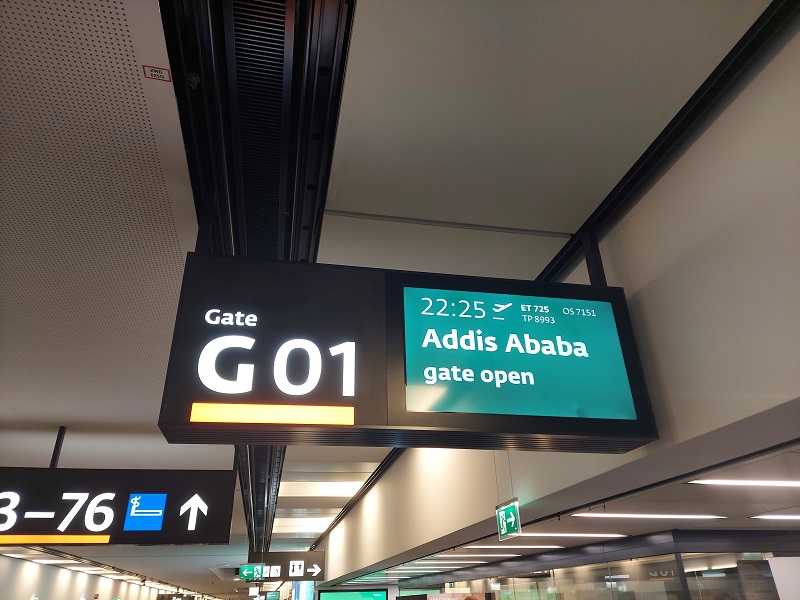 Gate
G 01
22:25 ET 725 OS 7151
TP 8993
Addis Ababa
gate open
3–76